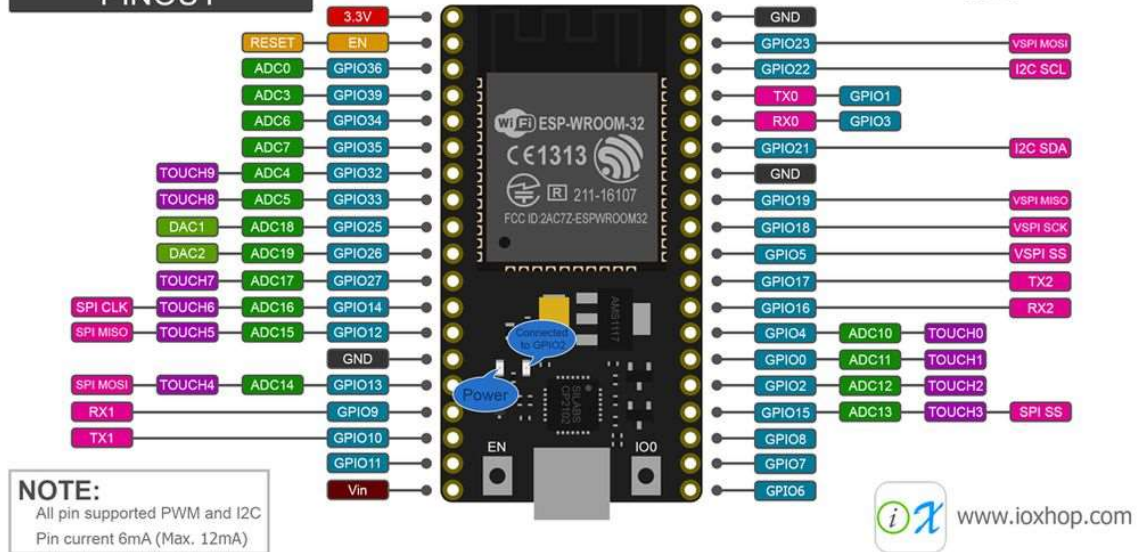 PINOUT
3.3V GND
RESET EN GPIO23 VSPI MOSI
ADC0 GPIO36 GPIO22 I2C SCL
ADC3 GPIO39 TX0 GPIO1
ADC6 GPIO34 RX0 GPIO3
ADC7 GPIO35 GPIO21 I2C SDA
TOUCH9 ADC4 GPIO32 GND
TOUCH8 ADC5 GPIO33 GPIO19 VSPI MISO
DAC1 ADC18 GPIO25 GPIO18 VSPI SCK
DAC2 ADC19 GPIO26 GPIO5 VSPI SS
TOUCH7 ADC17 GPIO27 GPIO17 TX2
SPI CLK TOUCH6 ADC16 GPIO14 GPIO16 RX2
SPI MISO TOUCH5 ADC15 GPIO12 GPIO4 ADC10 TOUCH0
GND GPIO0 ADC11 TOUCH1
SPI MOSI TOUCH4 ADC14 GPIO13 GPIO2 ADC12 TOUCH2
RX1 GPIO9 GPIO15 ADC13 TOUCH3 SPI SS
TX1 GPIO10 GPIO8
GPIO11 GPIO7
Vin GPIO6
WiFi ESP-WROOM-32
CE1313
R 211-16107
FCC ID:2AC7Z-ESPWROOM32
AMS1117
Connected
to GPIO2
Power
SILABS
CP2102
EN IO0
NOTE:
All pin supported PWM and I2C
Pin current 6mA (Max. 12mA)
iX www.ioxhop.com